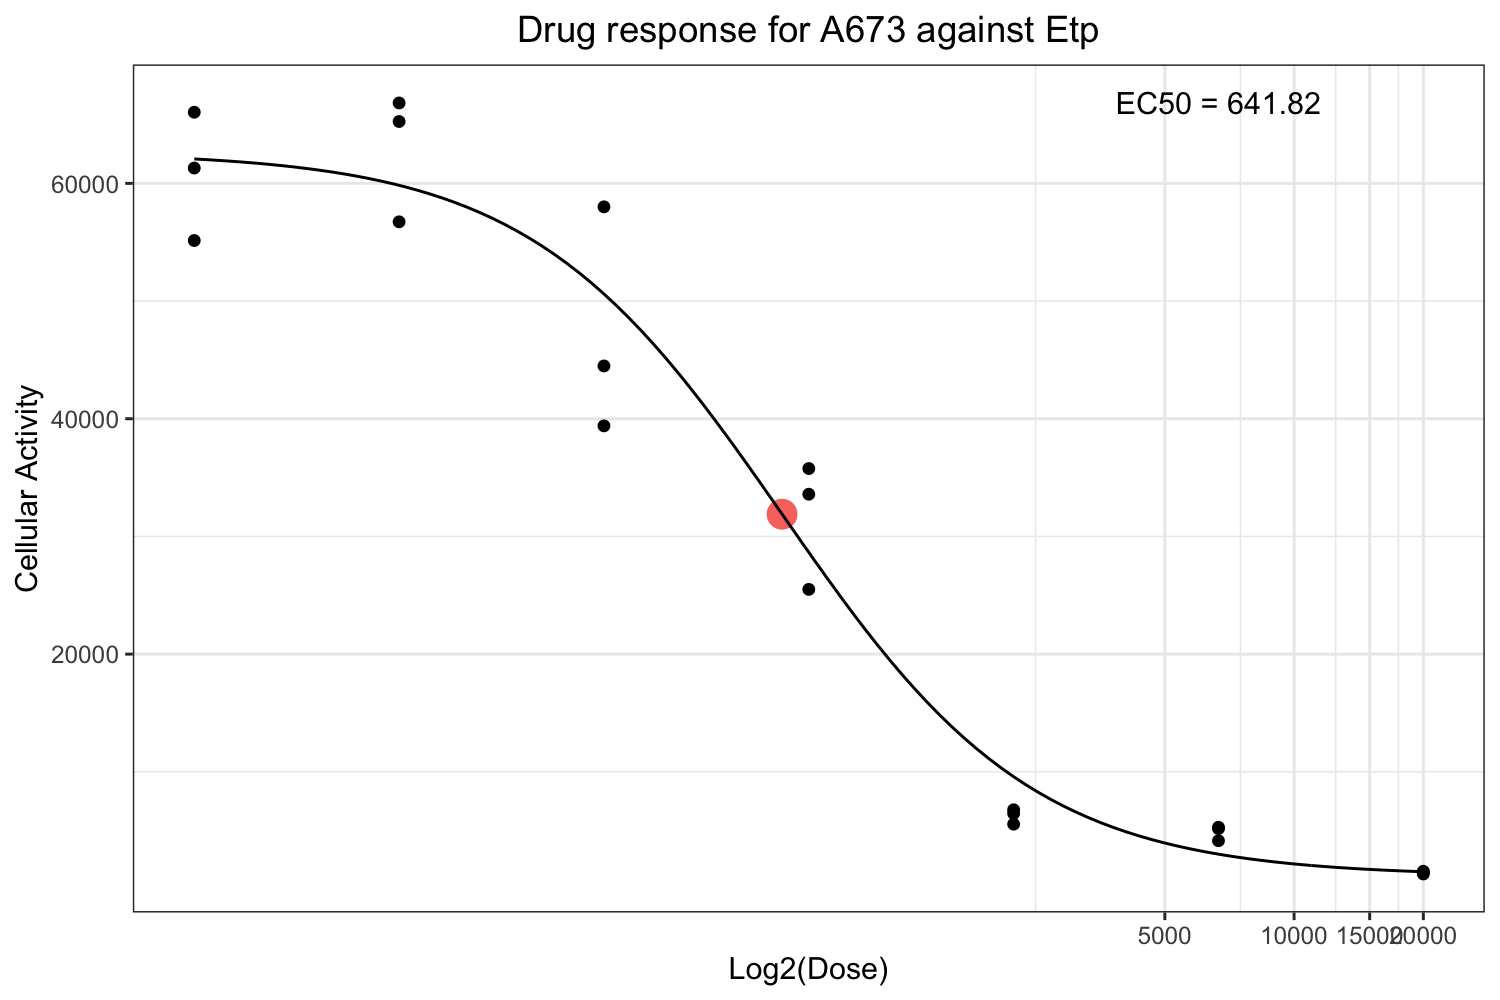 Drug response for A673 against Etp
EC50 = 641.82
60000
40000
20000
Cellular Activity
5000 10000 15000 20000
Log2(Dose)